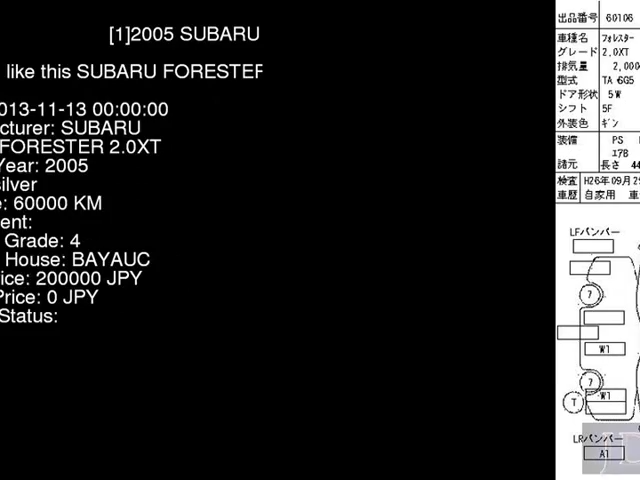 [1]2005 SUBARU
like this SUBARU FORESTER
013-11-13 00:00:00
cturer: SUBARU
FORESTER 2.0XT
Year: 2005
silver
e: 60000 KM
ent:
Grade: 4
House: BAYAUC
ice: 200000 JPY
Price: 0 JPY
Status:
出品番号 60106
車種名 フォレスター
グレード 2.0XT
排気量 2,000
型式 TA 6G5
ドア形状 5W
シフト 5F
外装色 ギン
装備 PS
エアB
諸元 長さ 44
検査 H26年09月2
車歴 自家用 車
LFバンパー
7
W1
7
W1
T
LRバンパー
A1